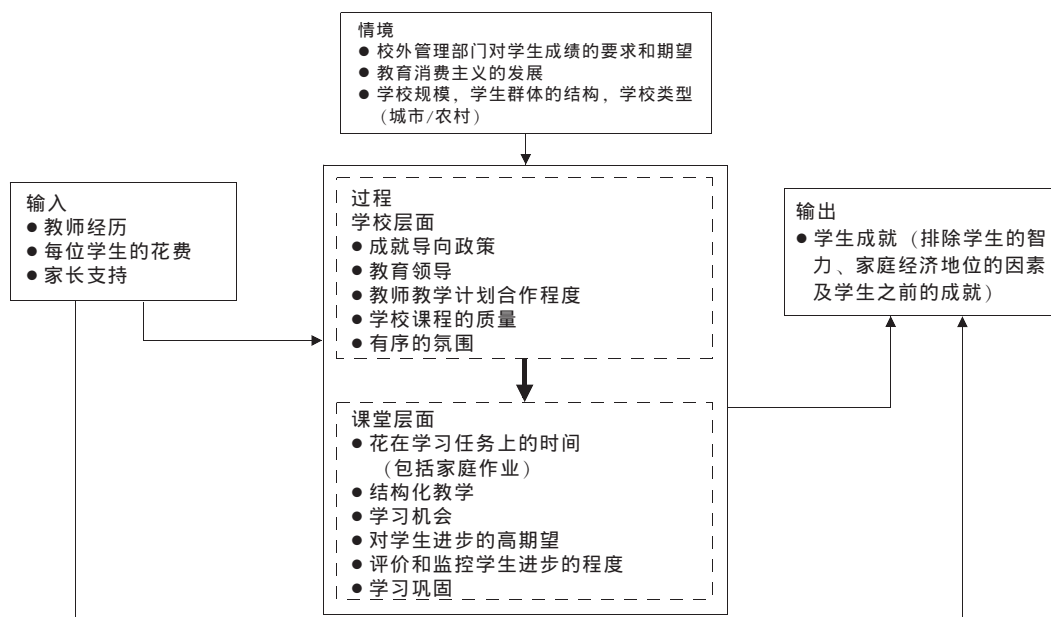 情境
● 校外管理部门对学生成绩的要求和期望
● 教育消费主义的发展
● 学校规模，学生群体的结构，学校类型
（城市/农村）
输入
● 教师经历
● 每位学生的花费
● 家长支持
过程
学校层面
● 成就导向政策
● 教育领导
● 教师教学计划合作程度
● 学校课程的质量
● 有序的氛围
课堂层面
● 花在学习任务上的时间
（包括家庭作业）
● 结构化教学
● 学习机会
● 对学生进步的高期望
● 评价和监控学生进步的程度
● 学习巩固
输出
● 学生成就（排除学生的智
力、家庭经济地位的因素
及学生之前的成就）